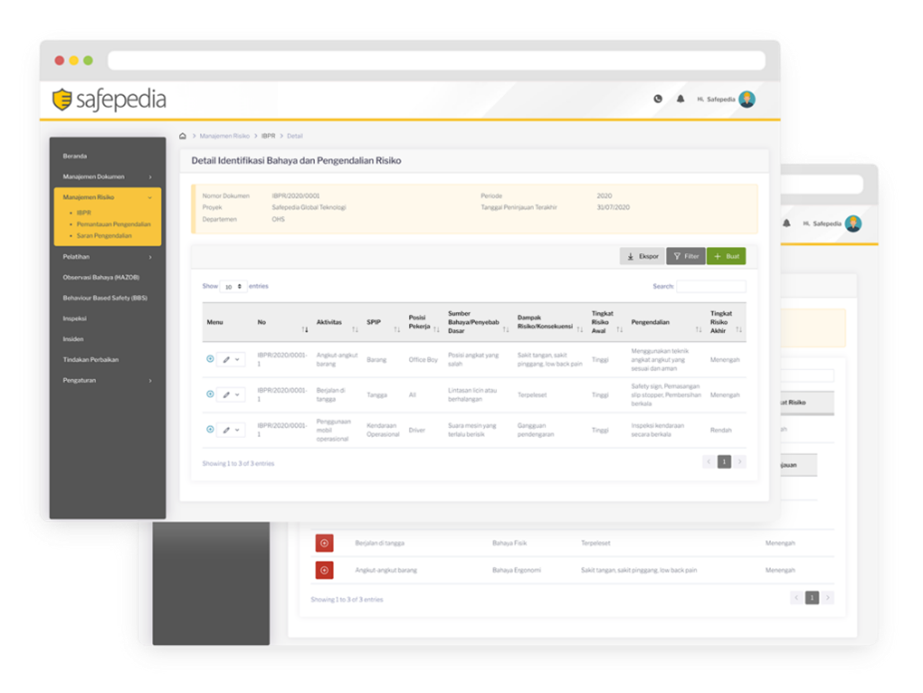 safepedia
Hi, Safepedia
Beranda
Manajemen Dokumen
Manajemen Risiko
IBPR
Pemantauan Pengendalian
Saran Pengendalian
Pelatihan
Observasi Bahaya (HAZOB)
Behaviour Based Safety (BBS)
Inspeksi
Insiden
Tindakan Perbaikan
Pengaturan
> Manajemen Risiko > IBPR > Detail
Detail Identifikasi Bahaya dan Pengendalian Risiko
Nomor Dokumen IBPR/2020/0001 Periode 2020
Proyek Safepedia Global Teknologi Tanggal Peninjauan Terakhir 31/07/2020
Departemen OHS
Ekspor Filter + Buat
Show 10 entries Search:
Menu No Aktivitas SPIP Posisi Pekerja Sumber Bahaya/Penyebab Dasar Dampak Risiko/Konsekuensi Tingkat Risiko Awal Pengendalian Tingkat Risiko Akhir
IBPR/2020/0001-1 Angkut-angkut barang Barang Office Boy Posisi angkat yang salah Sakit tangan, sakit pinggang, low back pain Tinggi Menggunakan teknik angkat angkut yang sesuai dan aman Menengah
IBPR/2020/0001-1 Berjalan di tangga Tangga All Lintasan licin atau berhalangan Terpeleset Tinggi Safety sign, Pemasangan slip stopper, Pembersihan berkala Menengah
IBPR/2020/0001-1 Penggunaan mobil operasional Kendaraan Operasional Driver Suara mesin yang terlalu berisik Gangguan pendengaran Tinggi Inspeksi kendaraan secara berkala Rendah
Showing 1 to 3 of 3 entries 1
Hi, Safepedia
at Risiko
Berjalan di tangga Bahaya Fisik Terpeleset Menengah
Angkut-angkut barang Bahaya Ergonomi Sakit tangan, sakit pinggang, low back pain Menengah
Showing 1 to 3 of 3 entries 1